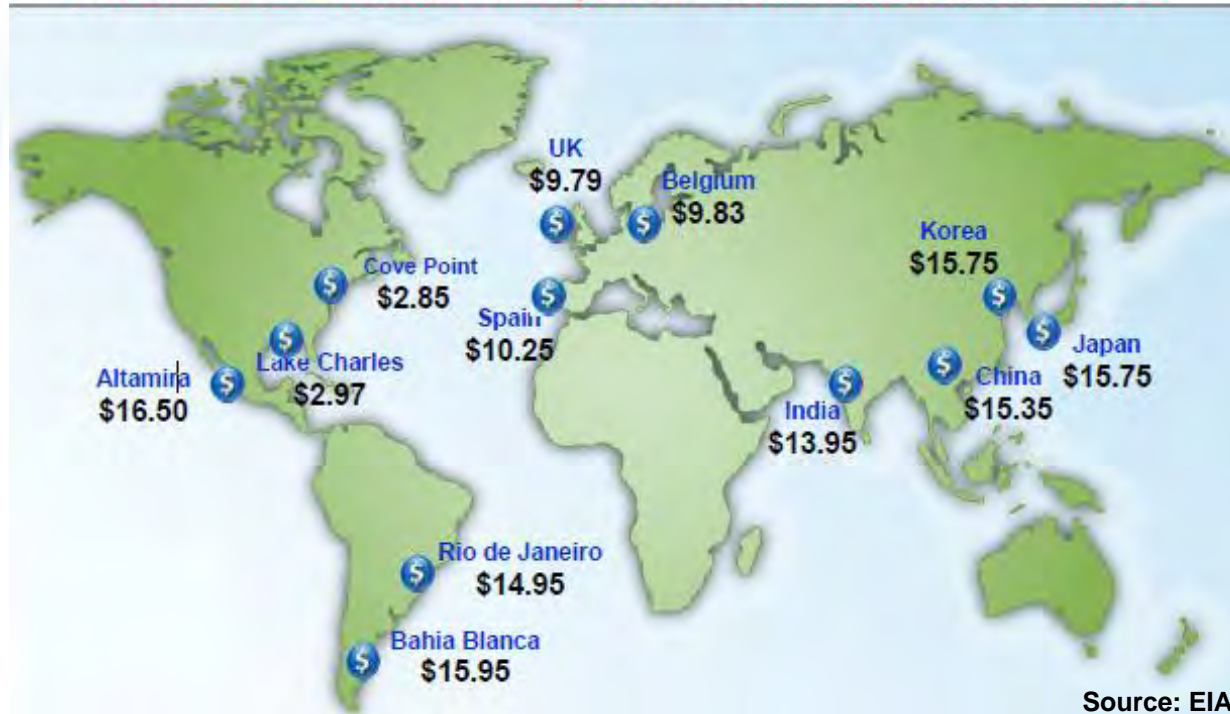 UK
$9.79
Belgium
$9.83
Korea
$15.75
Cove Point
$2.85
Spain
$10.25
Lake Charles
$2.97
Altamira
$16.50
Japan
$15.75
China
$15.35
India
$13.95
Rio de Janeiro
$14.95
Bahia Blanca
$15.95
Source: EIA